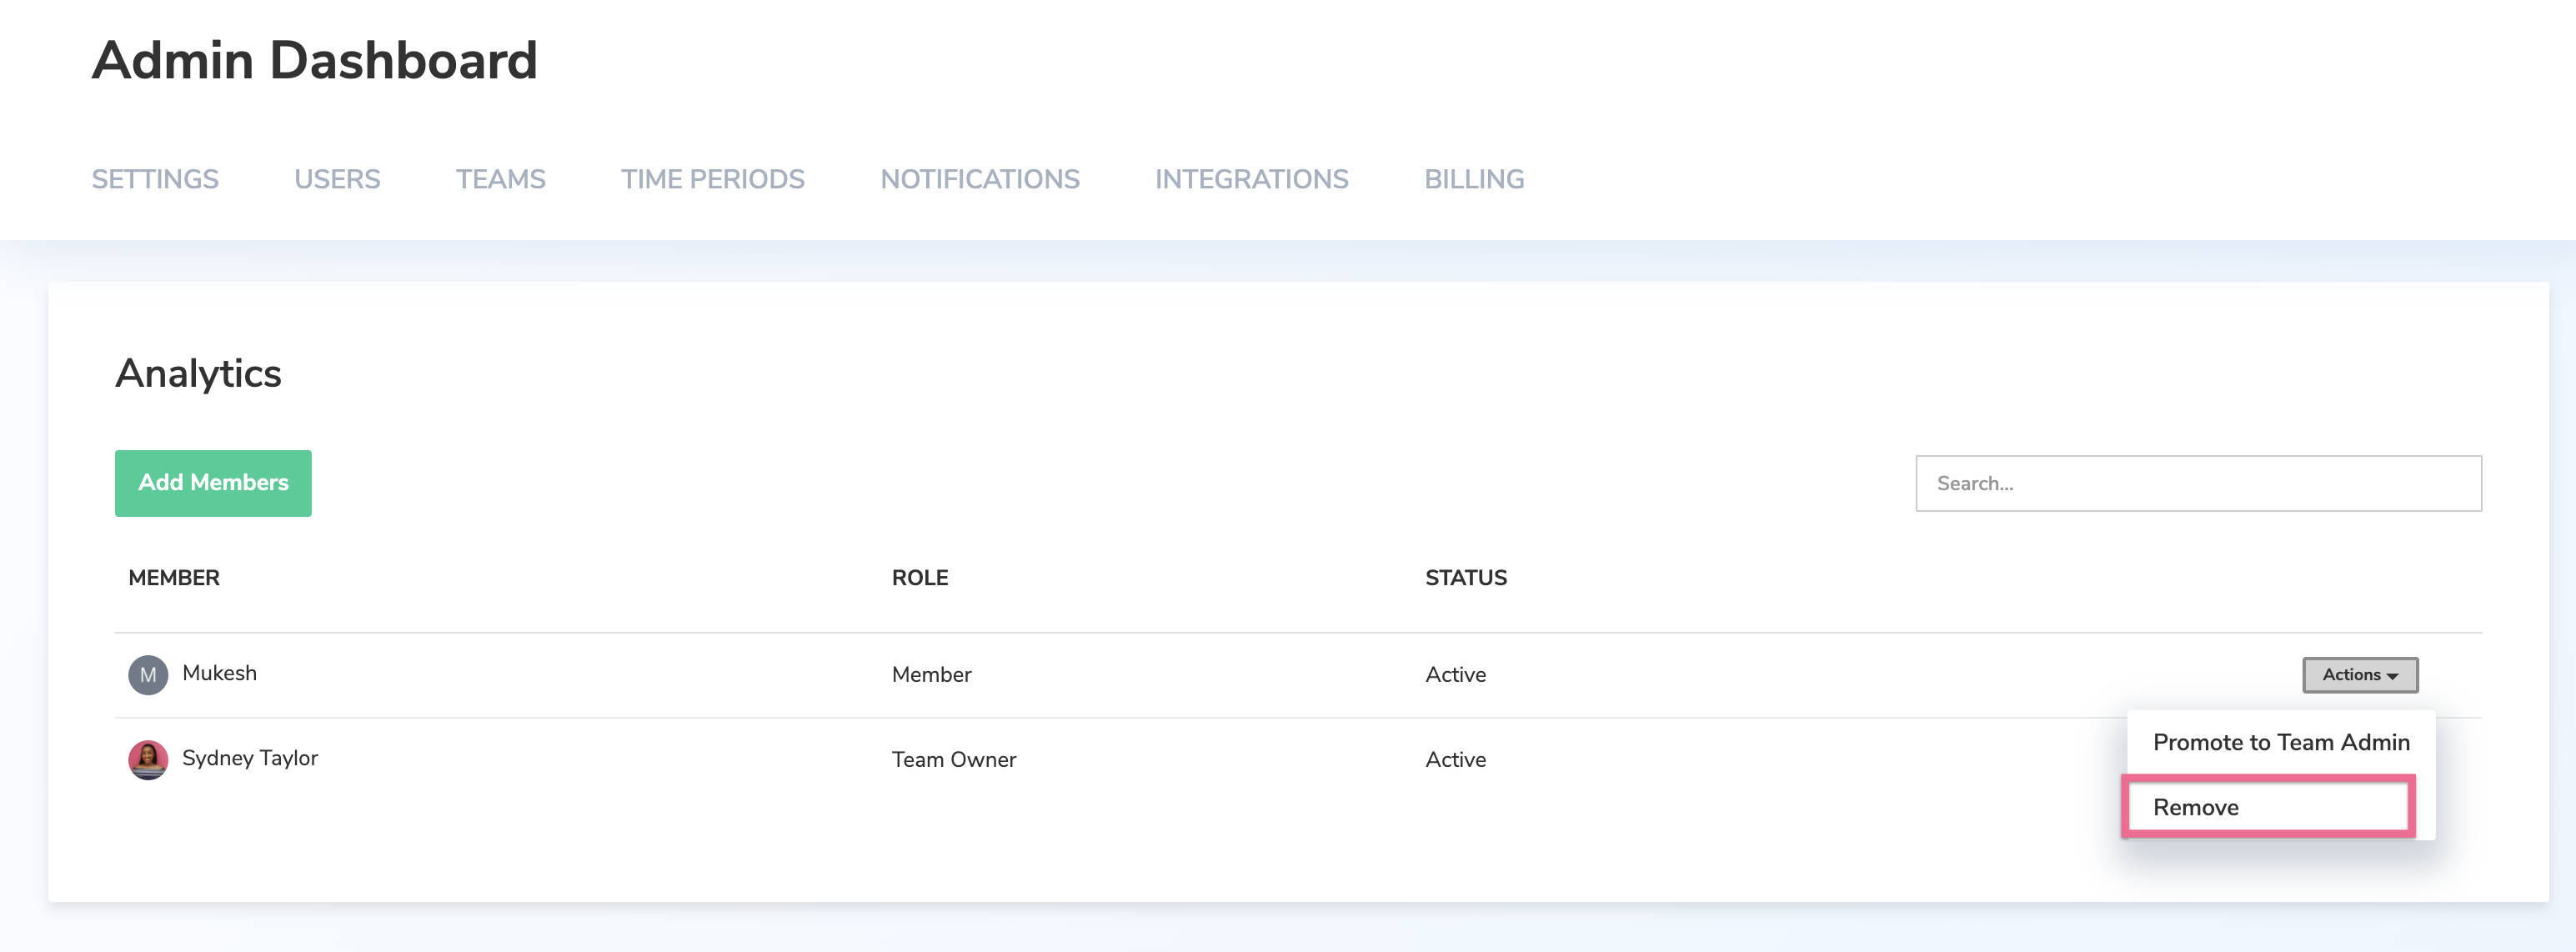 Admin Dashboard
SETTINGS USERS TEAMS TIME PERIODS NOTIFICATIONS INTEGRATIONS BILLING
Analytics
Add Members Search...
MEMBER ROLE STATUS
M Mukesh Member Active Actions
Promote to Team Admin
Sydney Taylor Team Owner Active
Remove